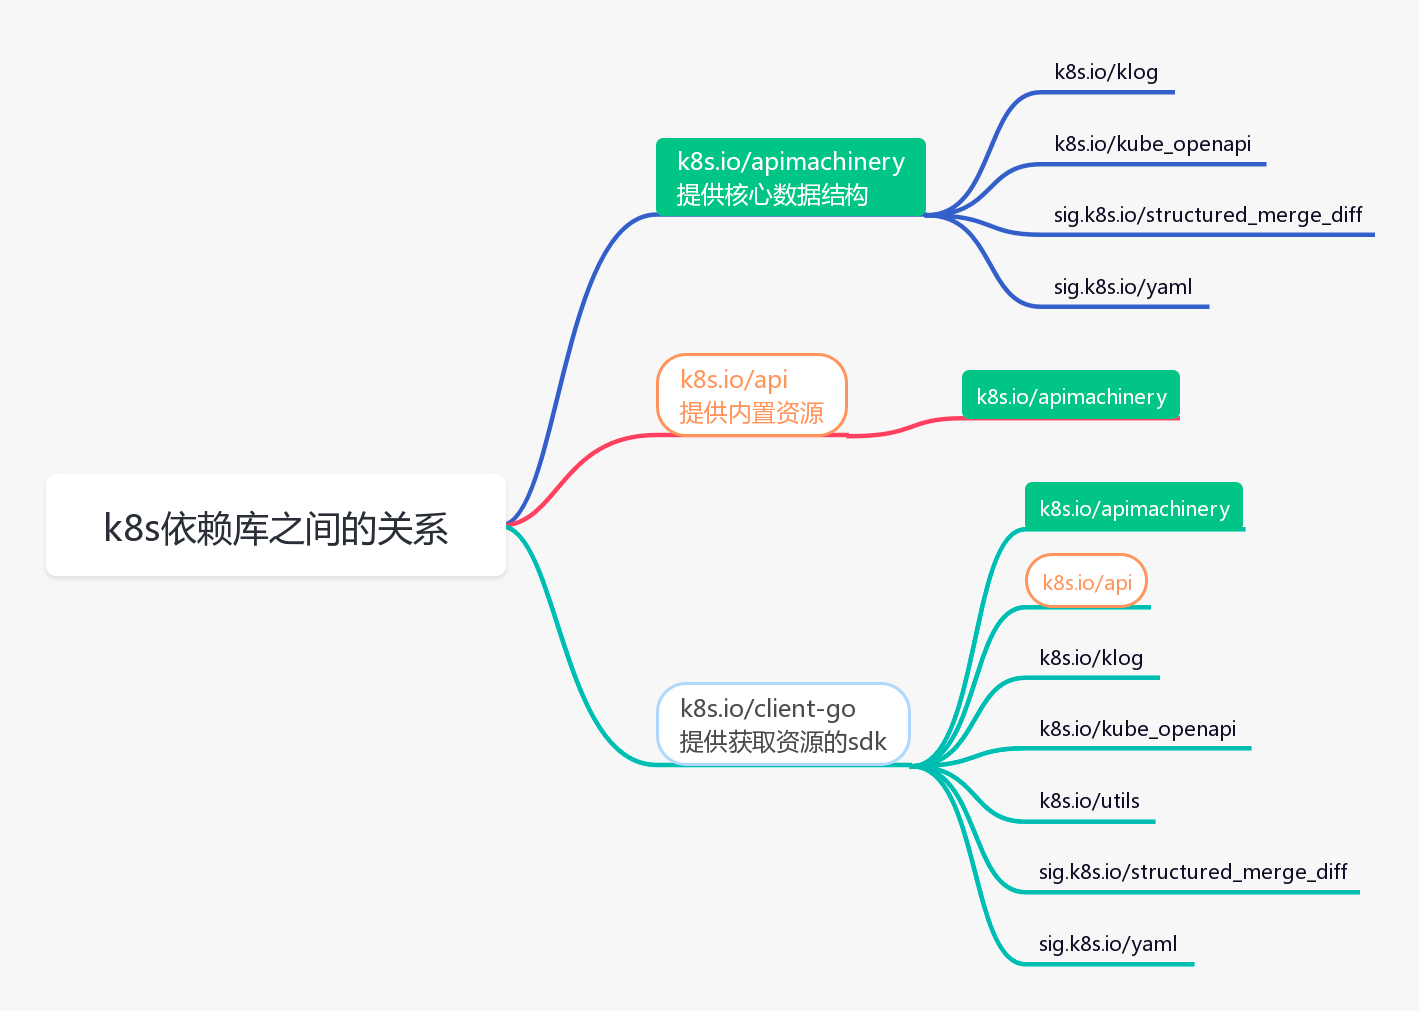 k8s依赖库之间的关系
k8s.io/apimachinery
提供核心数据结构
k8s.io/klog
k8s.io/kube_openapi
sig.k8s.io/structured_merge_diff
sig.k8s.io/yaml
k8s.io/api
提供内置资源
k8s.io/apimachinery
k8s.io/client-go
提供获取资源的sdk
k8s.io/apimachinery
k8s.io/api
k8s.io/klog
k8s.io/kube_openapi
k8s.io/utils
sig.k8s.io/structured_merge_diff
sig.k8s.io/yaml